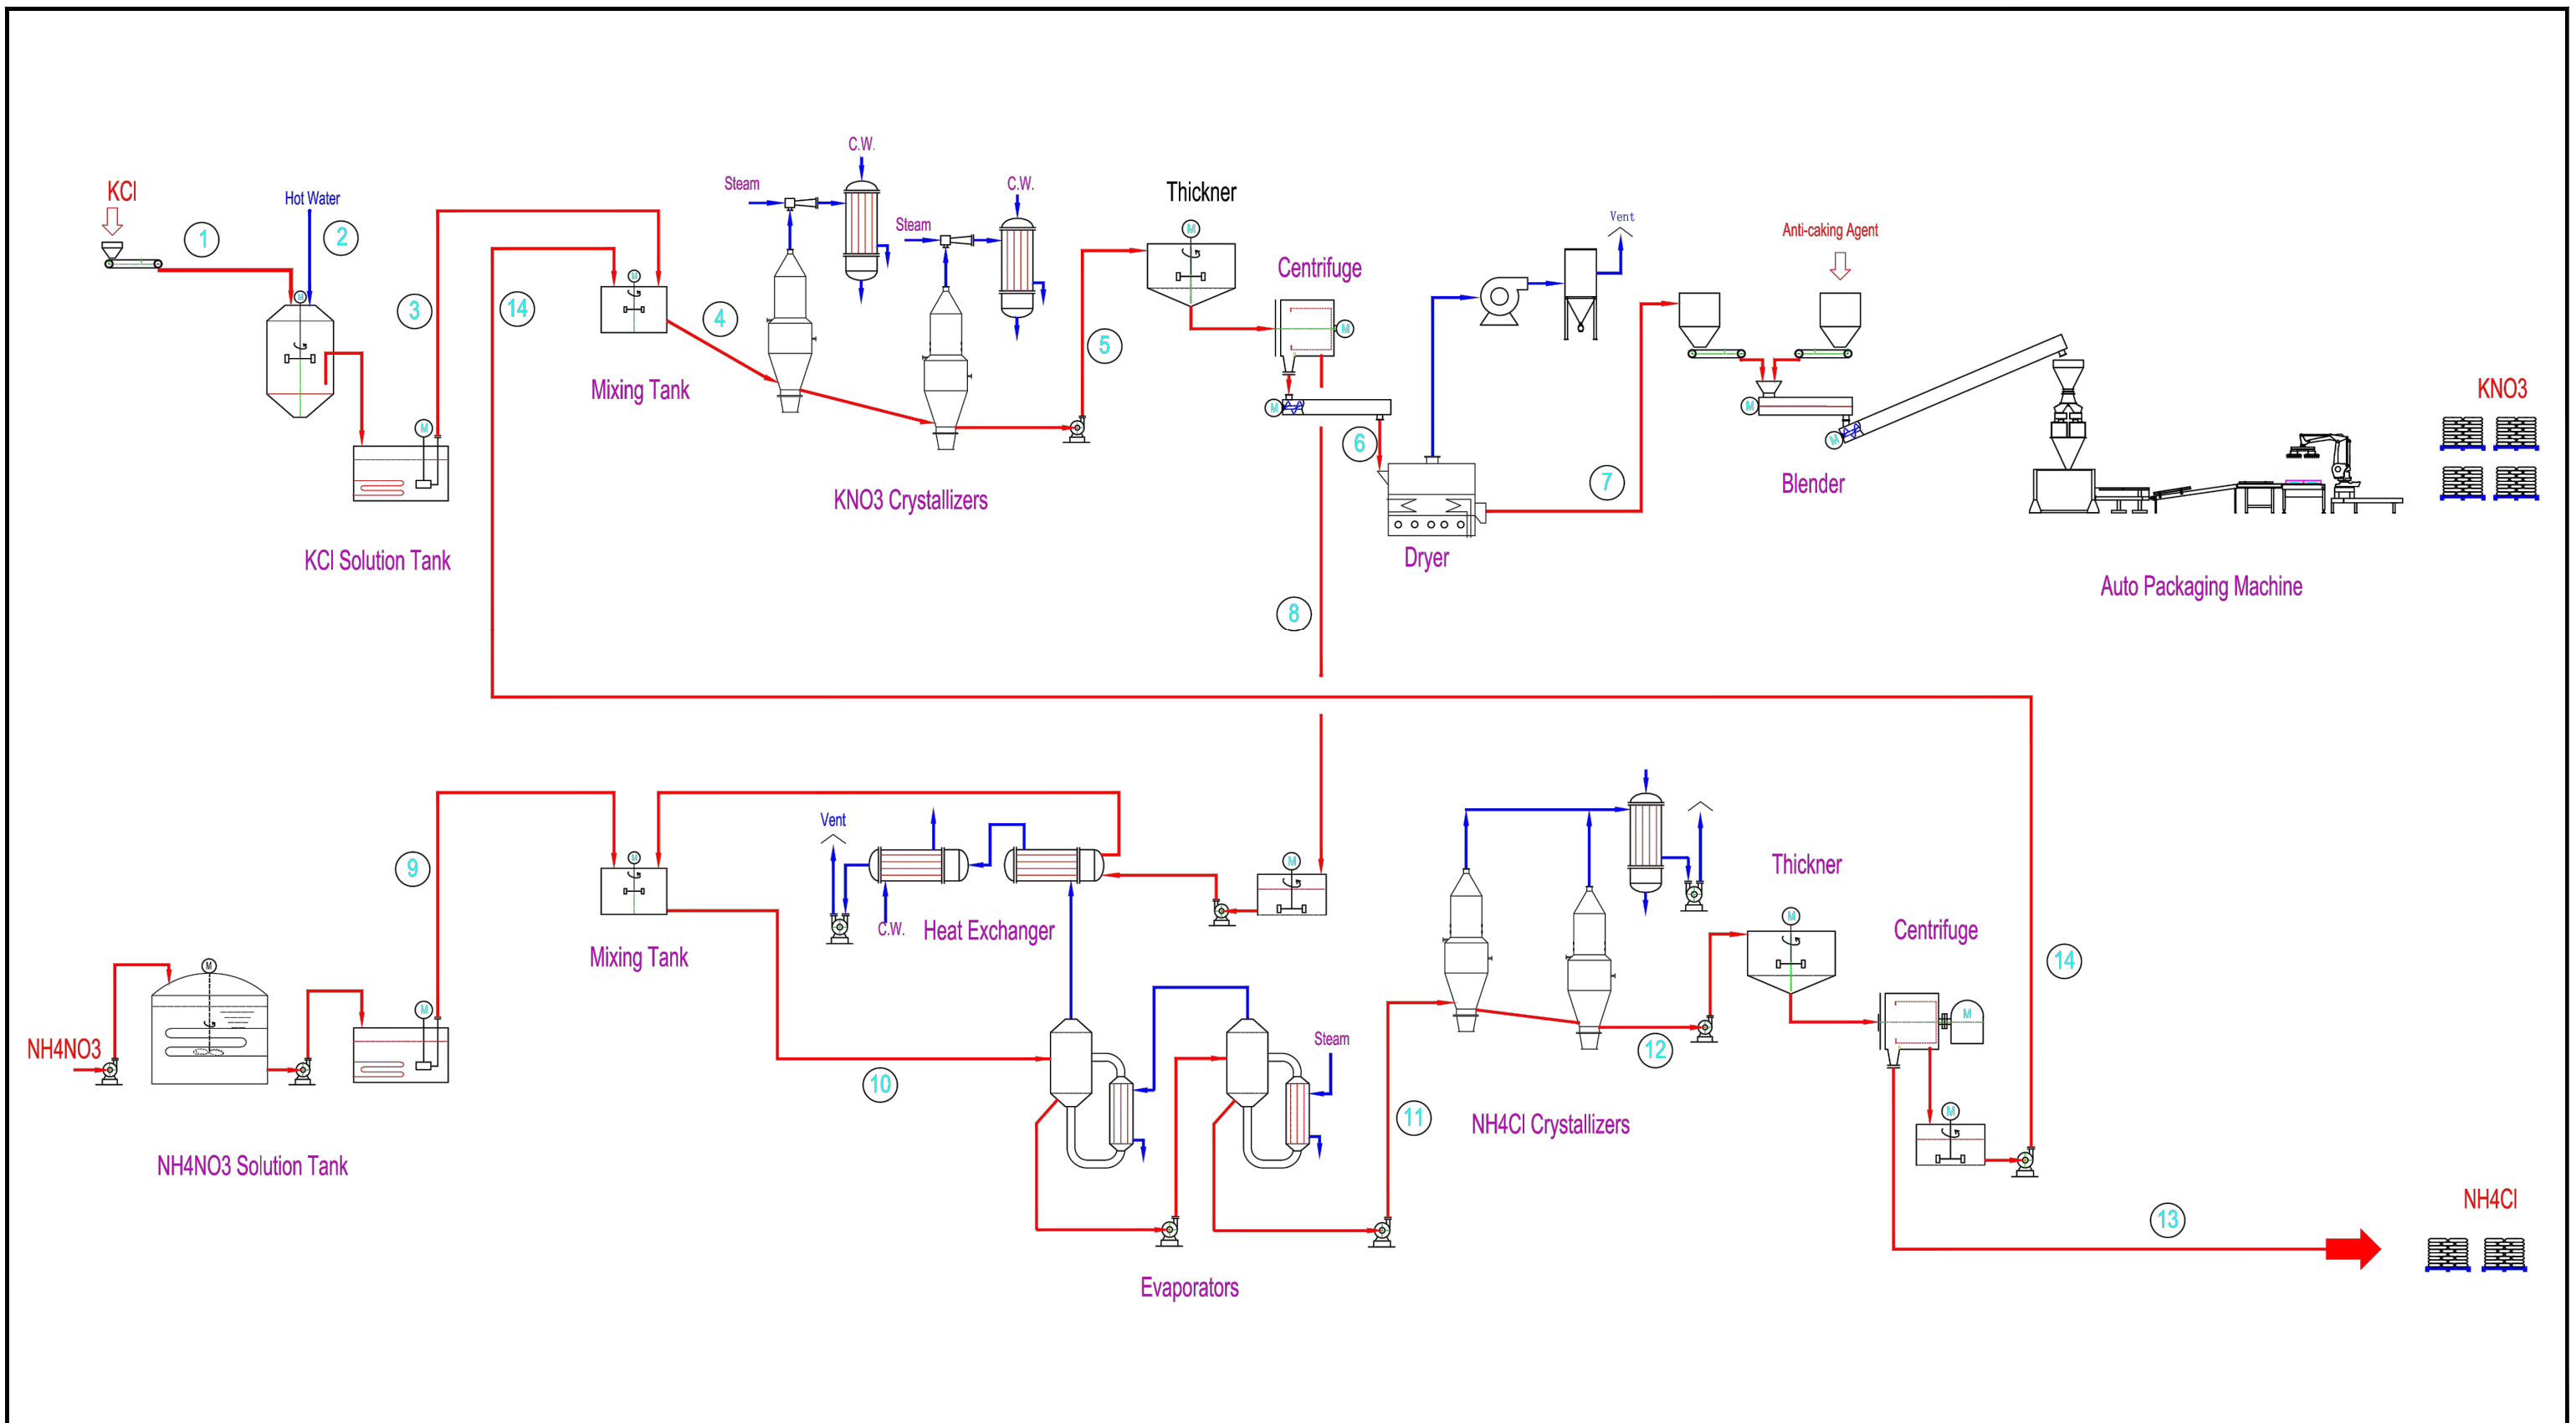 C.W.
Steam
C.W.
KCl
Thickner
Hot Water
Steam
Vent
M
Anti-caking Agent
1
2
Centrifuge
M
M
14
3
4
M
5
KNO3
Mixing Tank
M
M
M
M
6
7
Blender
KNO3 Crystallizers
KCl Solution Tank
Dryer
Auto Packaging Machine
8
Vent
9
M
M
Thickner
C.W.
Heat Exchanger
M
Centrifuge
Mixing Tank
M
14
M
M
NH4NO3
Steam
12
10
11
M
NH4Cl Crystallizers
NH4NO3 Solution Tank
NH4Cl
13
Evaporators